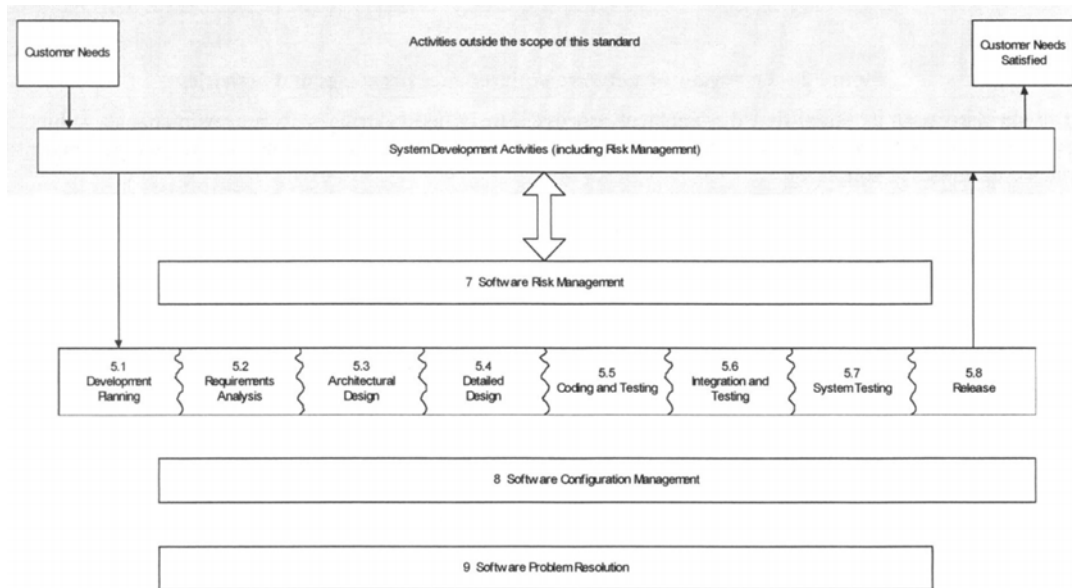 Customer Needs
Activities outside the scope of this standard
Customer Needs
Satisfied
System Development Activities (including Risk Management)
7 Software Risk Management
5.1
Development
Planning
5.2
Requirements
Analysis
5.3
Architectural
Design
5.4
Detailed
Design
5.5
Coding and Testing
5.6
Integration and
Testing
5.7
System Testing
5.8
Release
8 Software Configuration Management
9 Software Problem Resolution